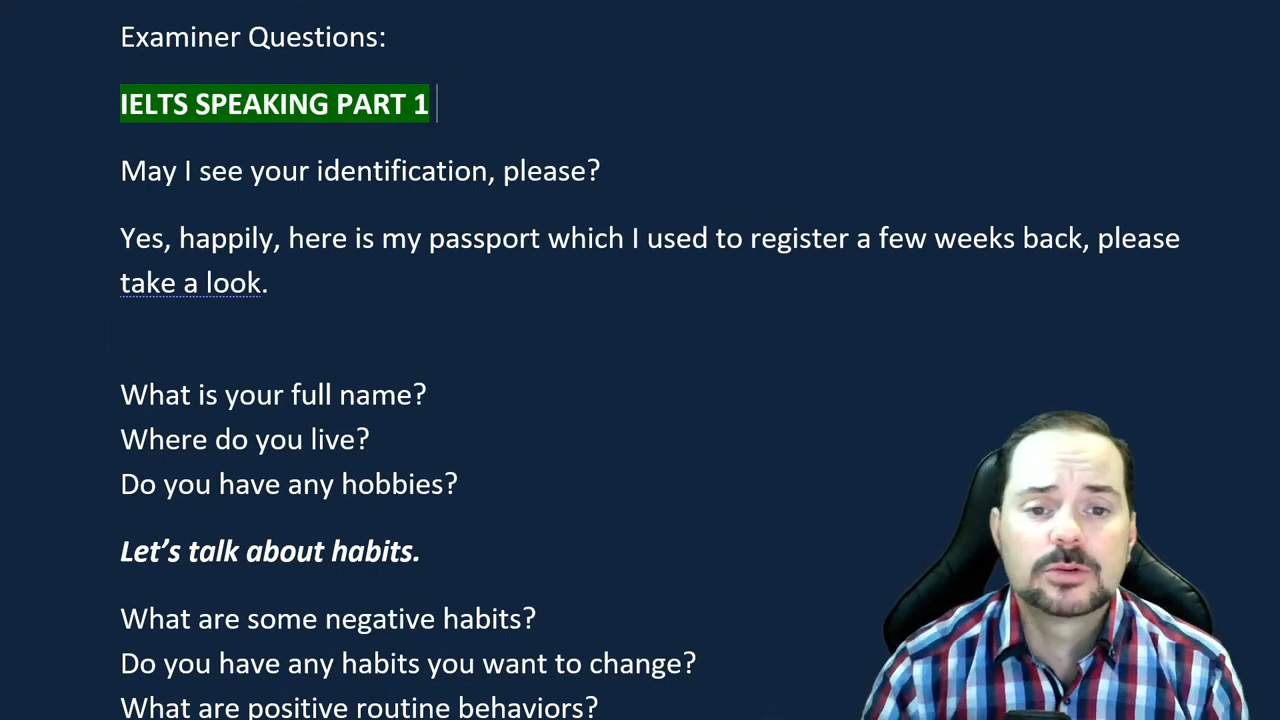 Examiner Questions:
IELTS SPEAKING PART 1
May I see your identification, please?
Yes, happily, here is my passport which I used to register a few weeks back, please
take a look.
What is your full name?
Where do you live?
Do you have any hobbies?
Let’s talk about habits.
What are some negative habits?
Do you have any habits you want to change?
What are positive routine behaviors?